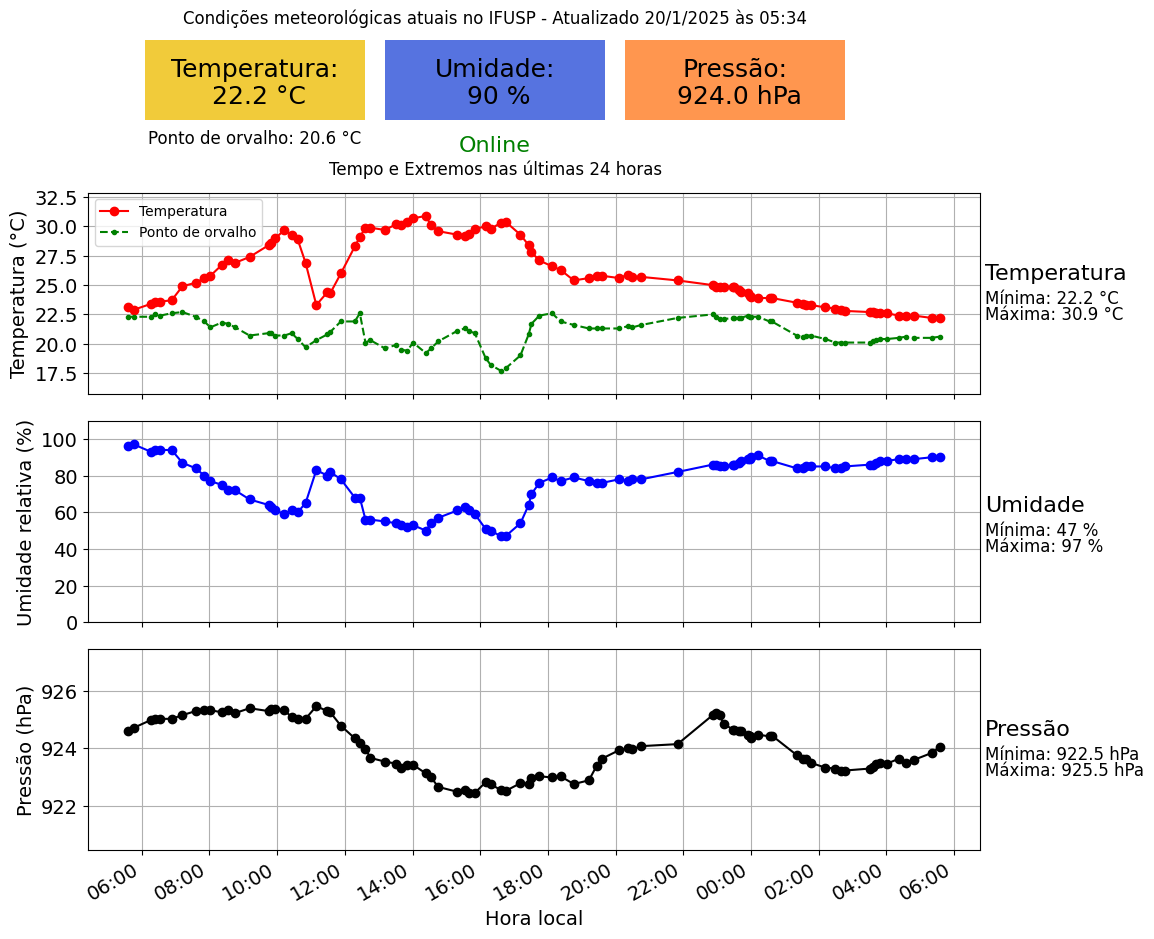 Condições meteorológicas atuais no IFUSP - Atualizado 20/1/2025 às 05:34
Temperatura:
22.2 °C
Umidade:
90 %
Pressão:
924.0 hPa
Ponto de orvalho: 20.6 °C
Online
Tempo e Extremos nas últimas 24 horas
Temperatura (°C)
32.5
30.0
27.5
25.0
22.5
20.0
17.5
Temperatura
Ponto de orvalho
Temperatura
Mínima: 22.2 °C
Máxima: 30.9 °C
Umidade relativa (%)
100
80
60
40
20
0
Umidade
Mínima: 47 %
Máxima: 97 %
Pressão (hPa)
926
924
922
Pressão
Mínima: 922.5 hPa
Máxima: 925.5 hPa
06:00 08:00 10:00 12:00 14:00 16:00 18:00 20:00 22:00 00:00 02:00 04:00 06:00
Hora local